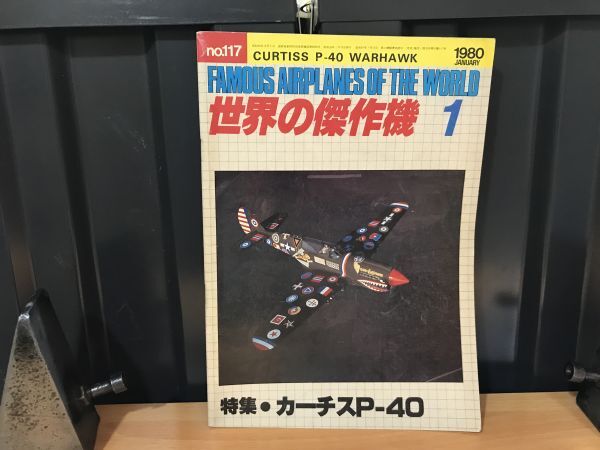 no.117
CURTISS P-40 WARHAWK
1980
JANUARY
FAMOUS AIRPLANES OF THE WORLD
世界の傑作機 1
特集●カーチスP-40